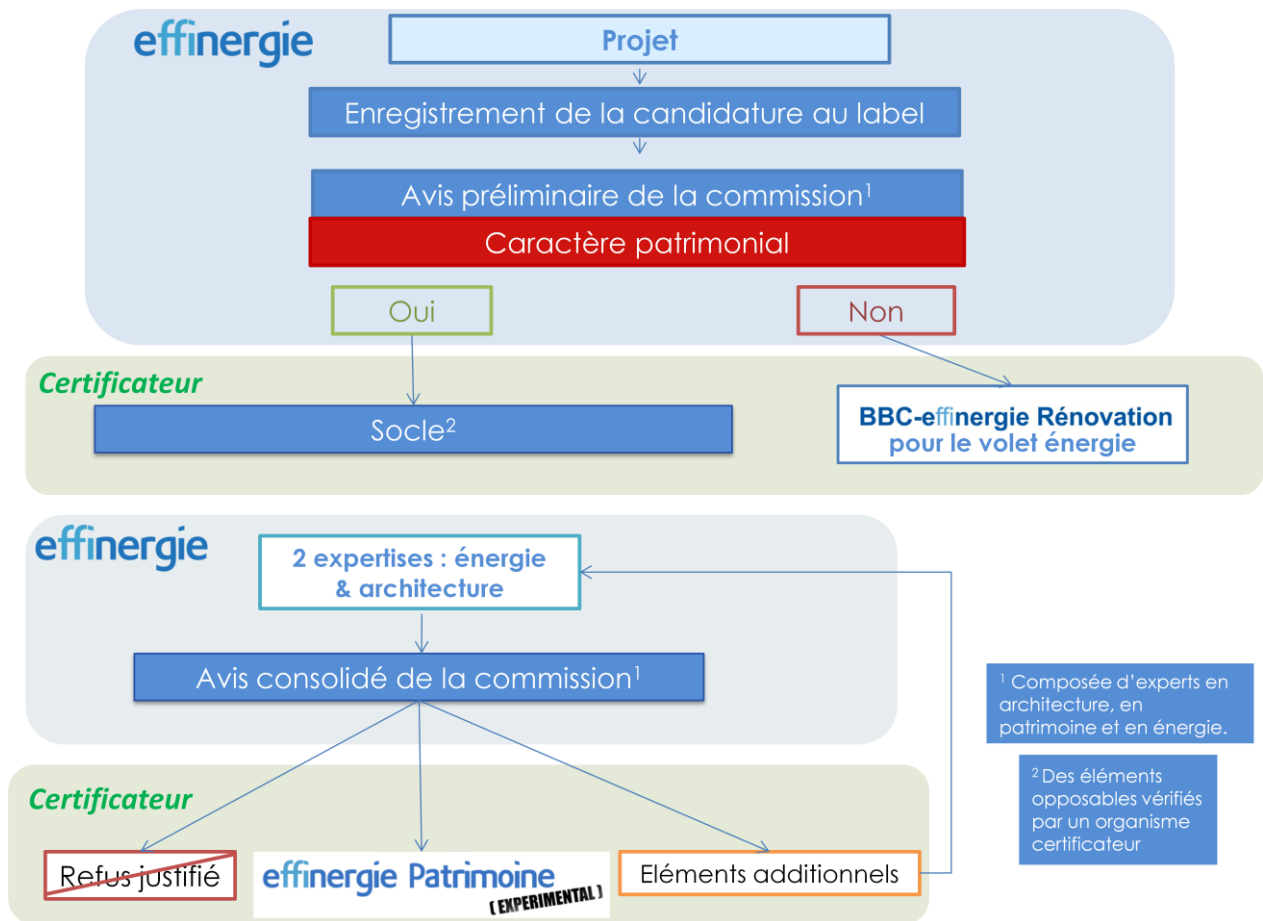 effinergie
Projet
Enregistrement de la candidature au label
Avis préliminaire de la commission¹
Caractère patrimonial
Oui
Non
Certificateur
Socle²
BBC-effinergie Rénovation
pour le volet énergie
effinergie
2 expertises : énergie
& architecture
Avis consolidé de la commission¹
¹ Composée d'experts en
architecture, en
patrimoine et en énergie.
² Des éléments
opposables vérifiés
par un organisme
certificateur
Certificateur
Refus justifié
effinergie Patrimoine
( EXPERIMENTAL )
Eléments additionnels